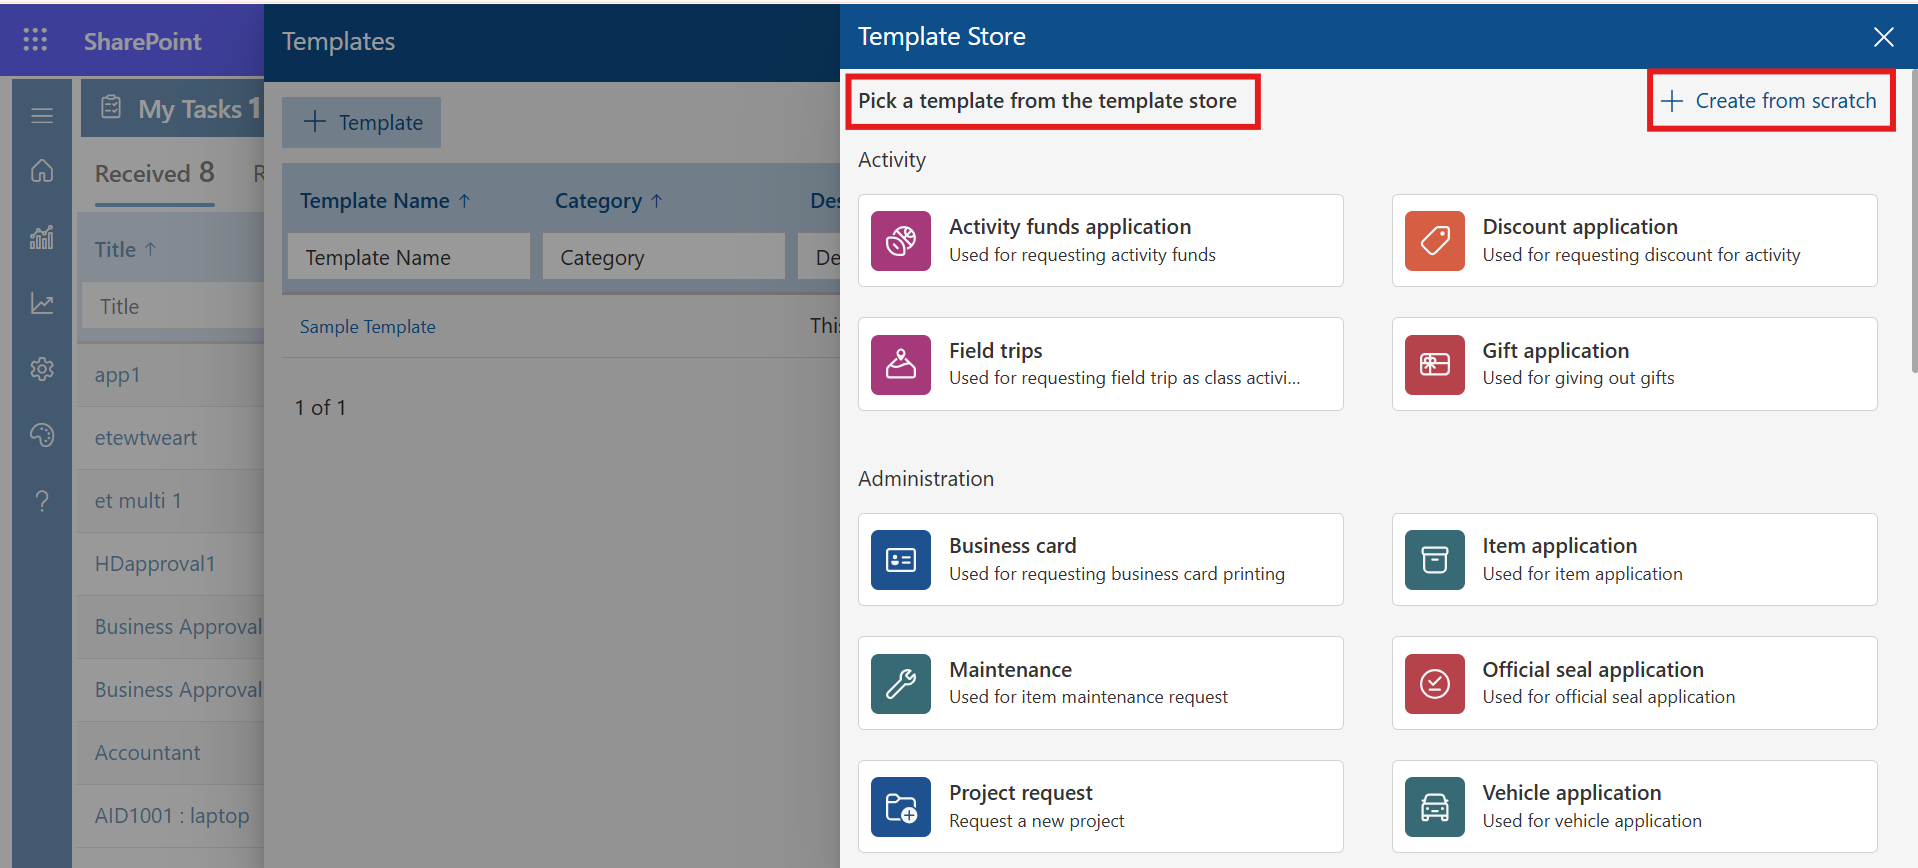 SharePoint
My Tasks 1
Received 8
R
Title ↑
Title
app1
etewtweart
et multi 1
HDapproval1
Business Approval
Business Approval
Accountant
AID1001 : laptop
Templates
+ Template
Template Name ↑ Category ↑ Des
Template Name Category De
Sample Template This
1 of 1
Template Store
Pick a template from the template store
+ Create from scratch
Activity
Activity funds application
Used for requesting activity funds
Discount application
Used for requesting discount for activity
Field trips
Used for requesting field trip as class activi...
Gift application
Used for giving out gifts
Administration
Business card
Used for requesting business card printing
Item application
Used for item application
Maintenance
Used for item maintenance request
Official seal application
Used for official seal application
Project request
Request a new project
Vehicle application
Used for vehicle application